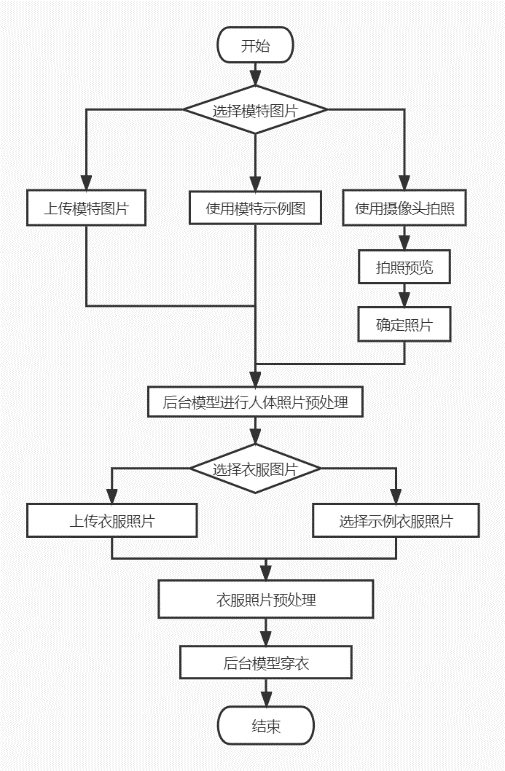 开始
选择模特图片
上传模特图片
使用模特示例图
使用摄像头拍照
拍照预览
确定照片
后台模型进行人体照片预处理
选择衣服图片
上传衣服照片
选择示例衣服照片
衣服照片预处理
后台模型穿衣
结束